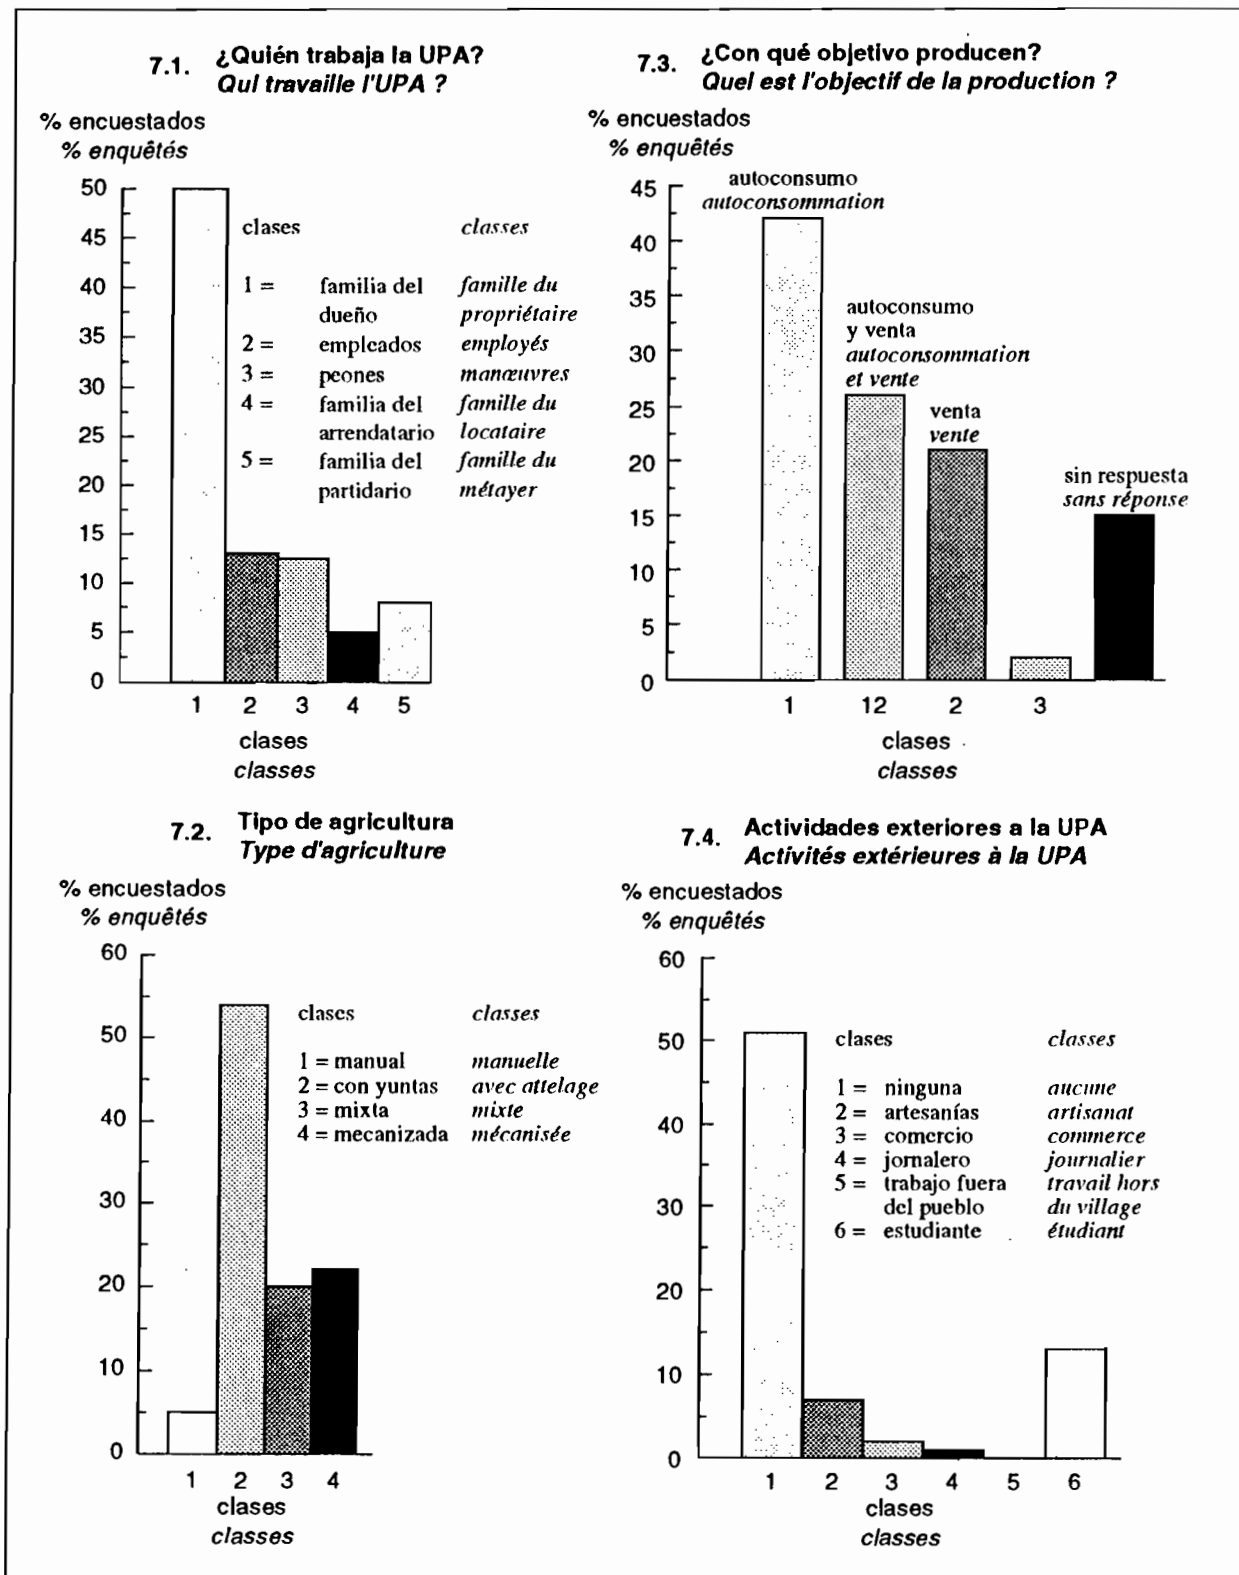 7.1. ¿Quién trabaja la UPA?
Qui travaille l'UPA ?
% encuestados
% enquêtés
50
45
40
35
30
25
20
15
10
5
0
clases classes
1 = familia del famille du
dueño propriétaire
2 = empleados employés
3 = peones manœuvres
4 = familia del famille du
arrendatario locataire
5 = familia del famille du
partidario métayer
1 2 3 4 5
clases
classes
7.3. ¿Con qué objetivo producen?
Quel est l'objectif de la production ?
% encuestados
% enquêtés
45
40
35
30
25
20
15
10
5
0
autoconsumo
autoconsommation
autoconsumo
y venta
autoconsommation
et vente
venta
vente
sin respuesta
sans réponse
1 12 2 3
clases
classes
7.2. Tipo de agricultura
Type d'agriculture
% encuestados
% enquêtés
60
50
40
30
20
10
0
clases classes
1 = manual manuelle
2 = con yuntas avec attelage
3 = mixta mixte
4 = mecanizada mécanisée
1 2 3 4
clases
classes
7.4. Actividades exteriores a la UPA
Activités extérieures à la UPA
% encuestados
% enquêtés
60
50
40
30
20
10
0
clases classes
1 = ninguna aucune
2 = artesanías artisanat
3 = comercio commerce
4 = jornalero journalier
5 = trabajo fuera travail hors
del pueblo du village
6 = estudiante étudiant
1 2 3 4 5 6
clases
classes